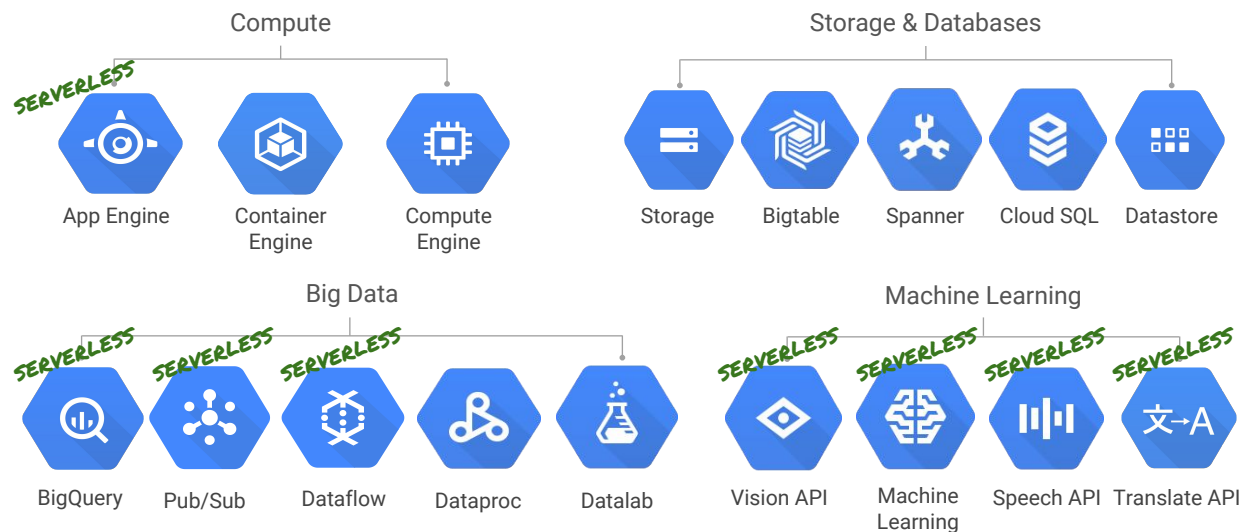 Compute
SERVERLESS
App Engine
Container
Engine
Compute
Engine
Storage & Databases
Storage
Bigtable
Spanner
Cloud SQL
Datastore
Big Data
SERVERLESS
SERVERLESS
SERVERLESS
BigQuery
Pub/Sub
Dataflow
Dataproc
Datalab
Machine Learning
SERVERLESS
SERVERLESS
SERVERLESS
SERVERLESS
文→A
Vision API
Machine
Learning
Speech API
Translate API